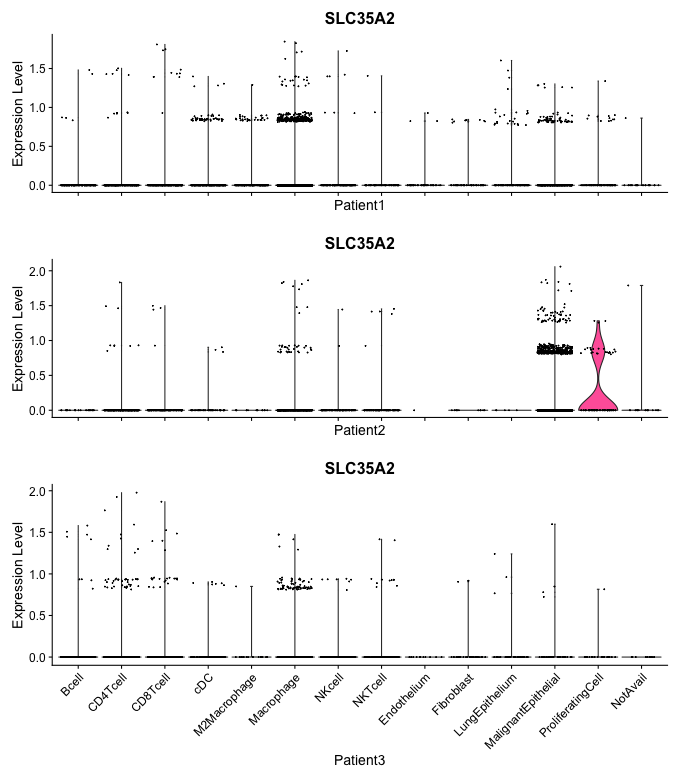 SLC35A2
Expression Level
1.5
1.0
0.5
0.0
Patient1
SLC35A2
Expression Level
2.0
1.5
1.0
0.5
0.0
Patient2
SLC35A2
Expression Level
2.0
1.5
1.0
0.5
0.0
Bcell
CD4Tcell
CD8Tcell
cDC
M2Macrophage
Macrophage
NKcell
NKTcell
Endothelium
Fibroblast
LungEpithelium
MalignantEpithelial
ProliferatingCell
NotAvail
Patient3